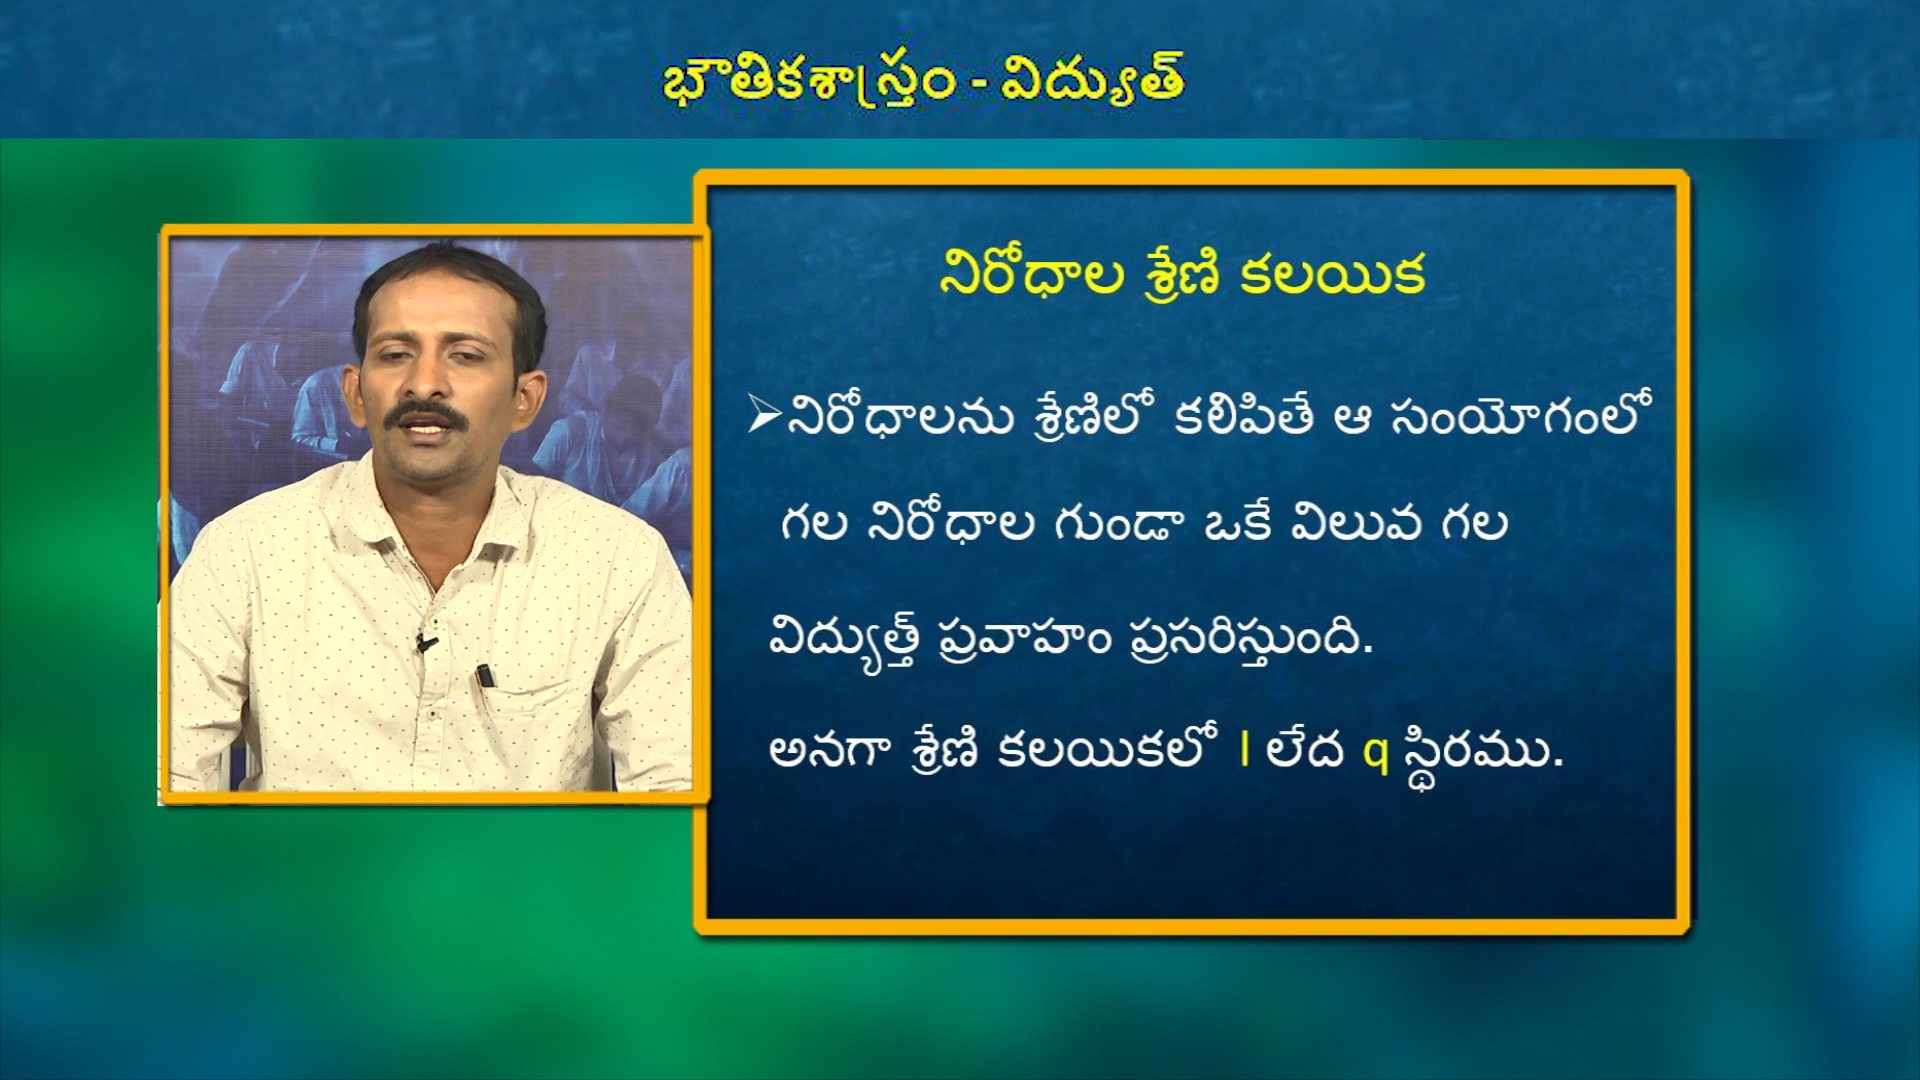 భౌతికశాస్త్రం - విద్యుత్
నిరోధాల శ్రేణి కలయిక
➢నిరోధాలను శ్రేణిలో కలిపితే ఆ సంయోగంలో
గల నిరోధాల గుండా ఒకే విలువ గల
విద్యుత్త్ ప్రవాహం ప్రసరిస్తుంది.
అనగా శ్రేణి కలయికలో I లేద q స్థిరము.